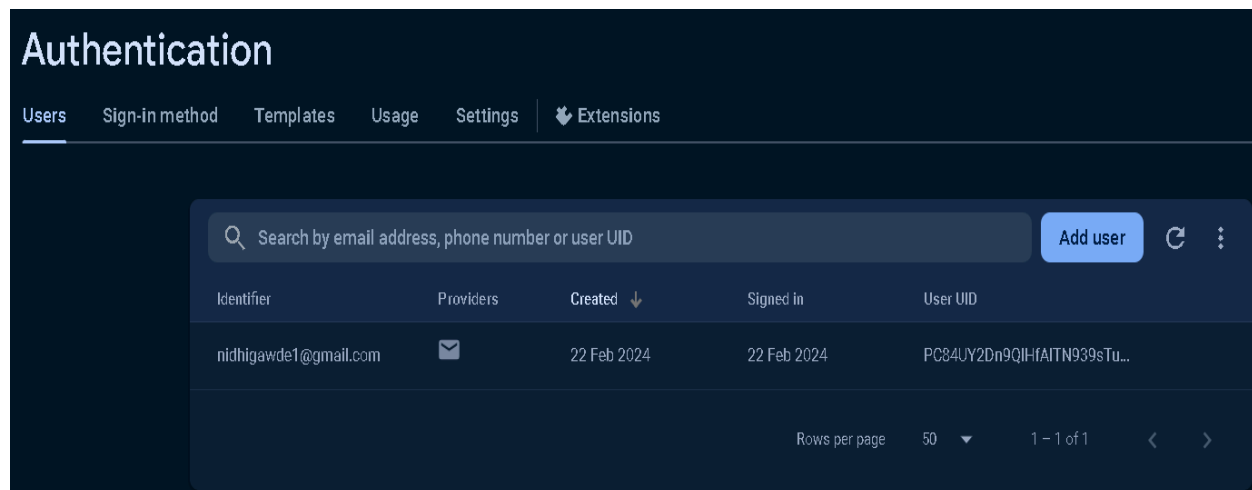 Authentication
Users Sign-in method Templates Usage Settings Extensions
Search by email address, phone number or user UID Add user
Identifier Providers Created Signed in User UID
nidhigawde1@gmail.com 22 Feb 2024 22 Feb 2024 PC84UY2Dn9QIHfAITN939sTu...
Rows per page 50 1 – 1 of 1